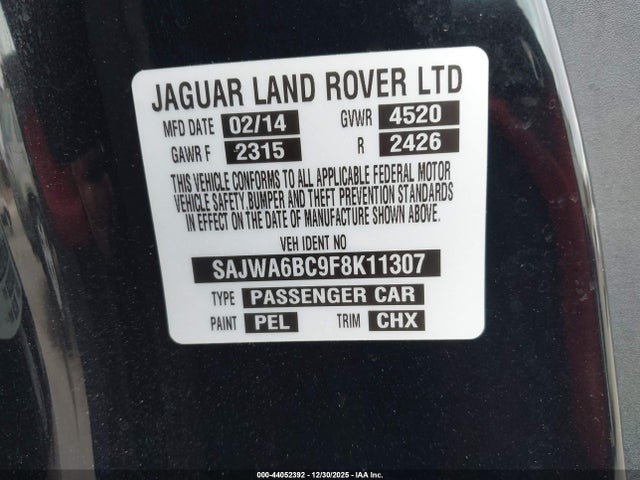 JAGUAR LAND ROVER LTD
MFD DATE 02/14 GVWR 4520
GAWR F 2315 R 2426
THIS VEHICLE CONFORMS TO ALL APPLICABLE FEDERAL MOTOR
VEHICLE SAFETY,BUMPER AND THEFT PREVENTION STANDARDS
IN EFFECT ON THE DATE OF MANUFACTURE SHOWN ABOVE.
VEH IDENT NO
SAJWA6BC9F8K11307
TYPE PASSENGER CAR
PAINT PEL TRIM CHX
000-44052392 - 12/30/2025 - IAA Inc.